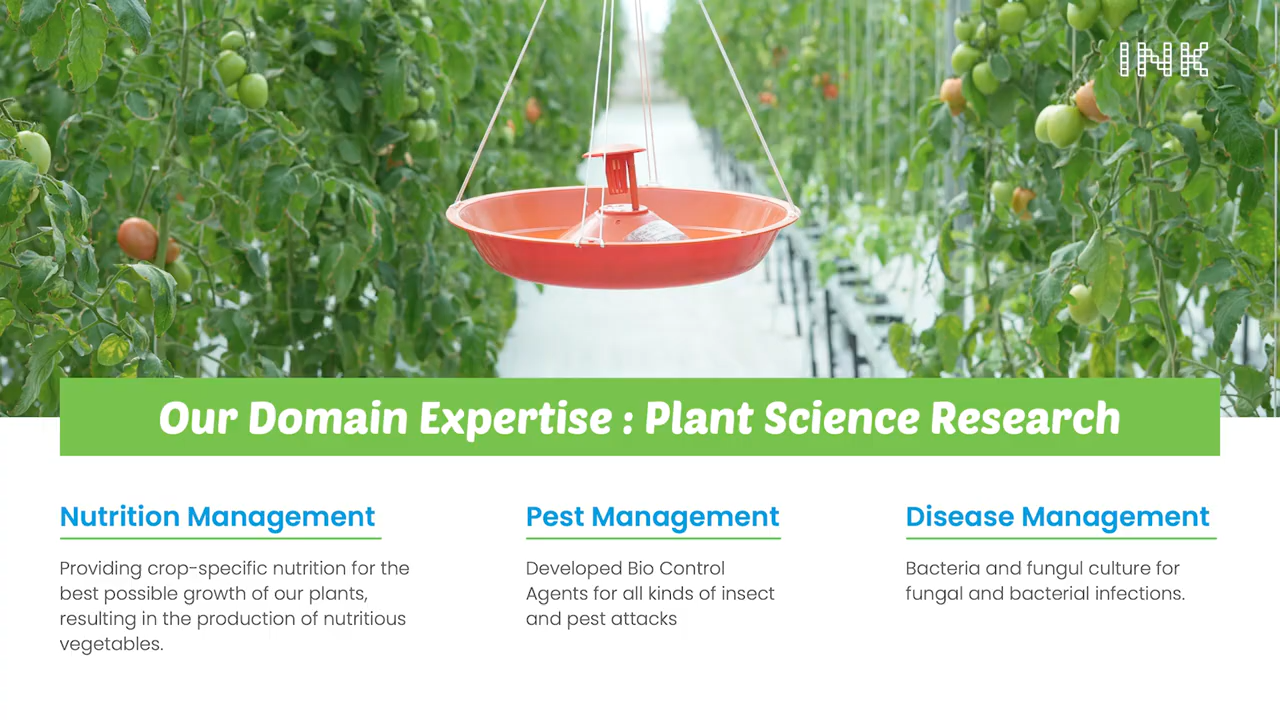 INK
Our Domain Expertise : Plant Science Research
Nutrition Management
Providing crop-specific nutrition for the
best possible growth of our plants,
resulting in the production of nutritious
vegetables.
Pest Management
Developed Bio Control
Agents for all kinds of insect
and pest attacks
Disease Management
Bacteria and fungul culture for
fungal and bacterial infections.